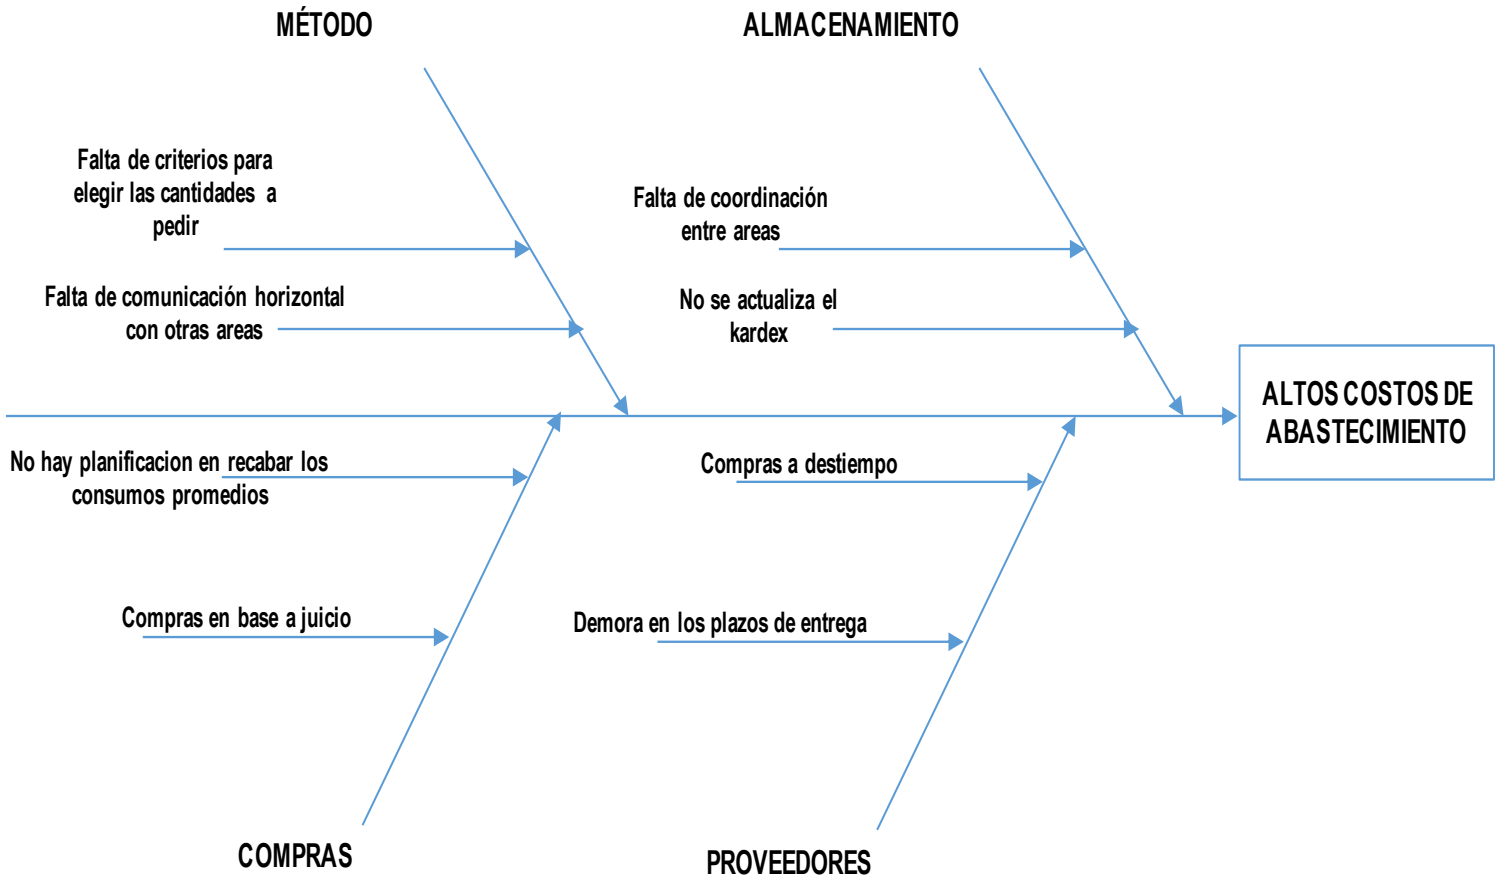 MÉTODO
ALMACENAMIENTO
Falta de criterios para
elegir las cantidades a
pedir
Falta de comunicación horizontal
con otras areas
Falta de coordinación
entre areas
No se actualiza el
kardex
ALTOS COSTOS DE
ABASTECIMIENTO
No hay planificacion en recabar los
consumos promedios
Compras en base a juicio
Compras a destiempo
Demora en los plazos de entrega
COMPRAS
PROVEEDORES